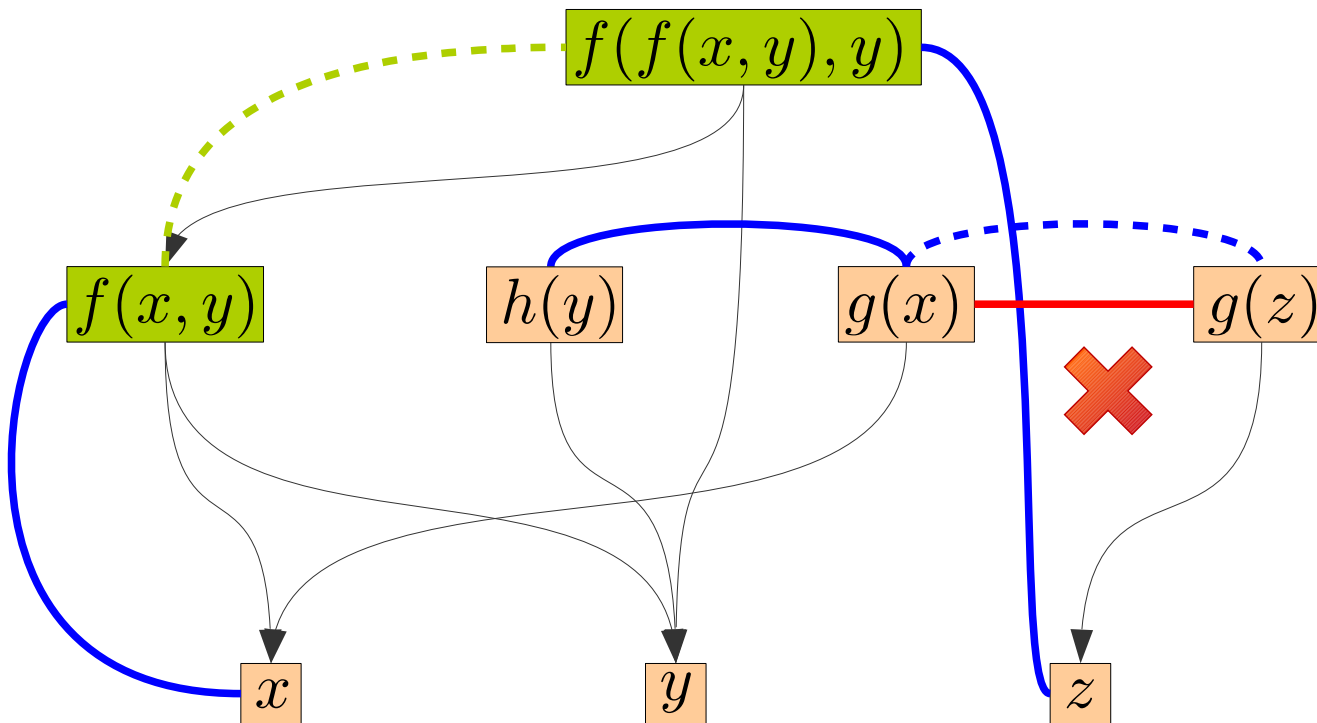 f(f(x, y), y)
f(x, y)
h(y)
g(x)
g(z)
x
y
z